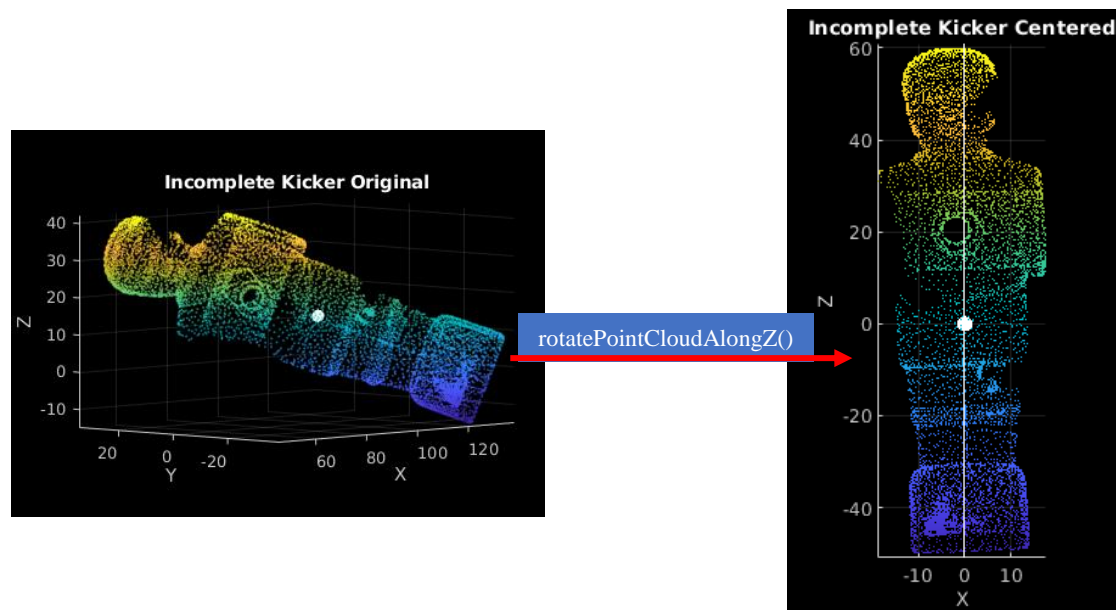 Incomplete Kicker Original
40
30
20
10
0
-10
Z
20
0
-20
Y
60
80
100
120
X
rotatePointCloudAlongZ()
Incomplete Kicker Centered
60
40
20
0
-20
-40
Z
-10
0
10
X